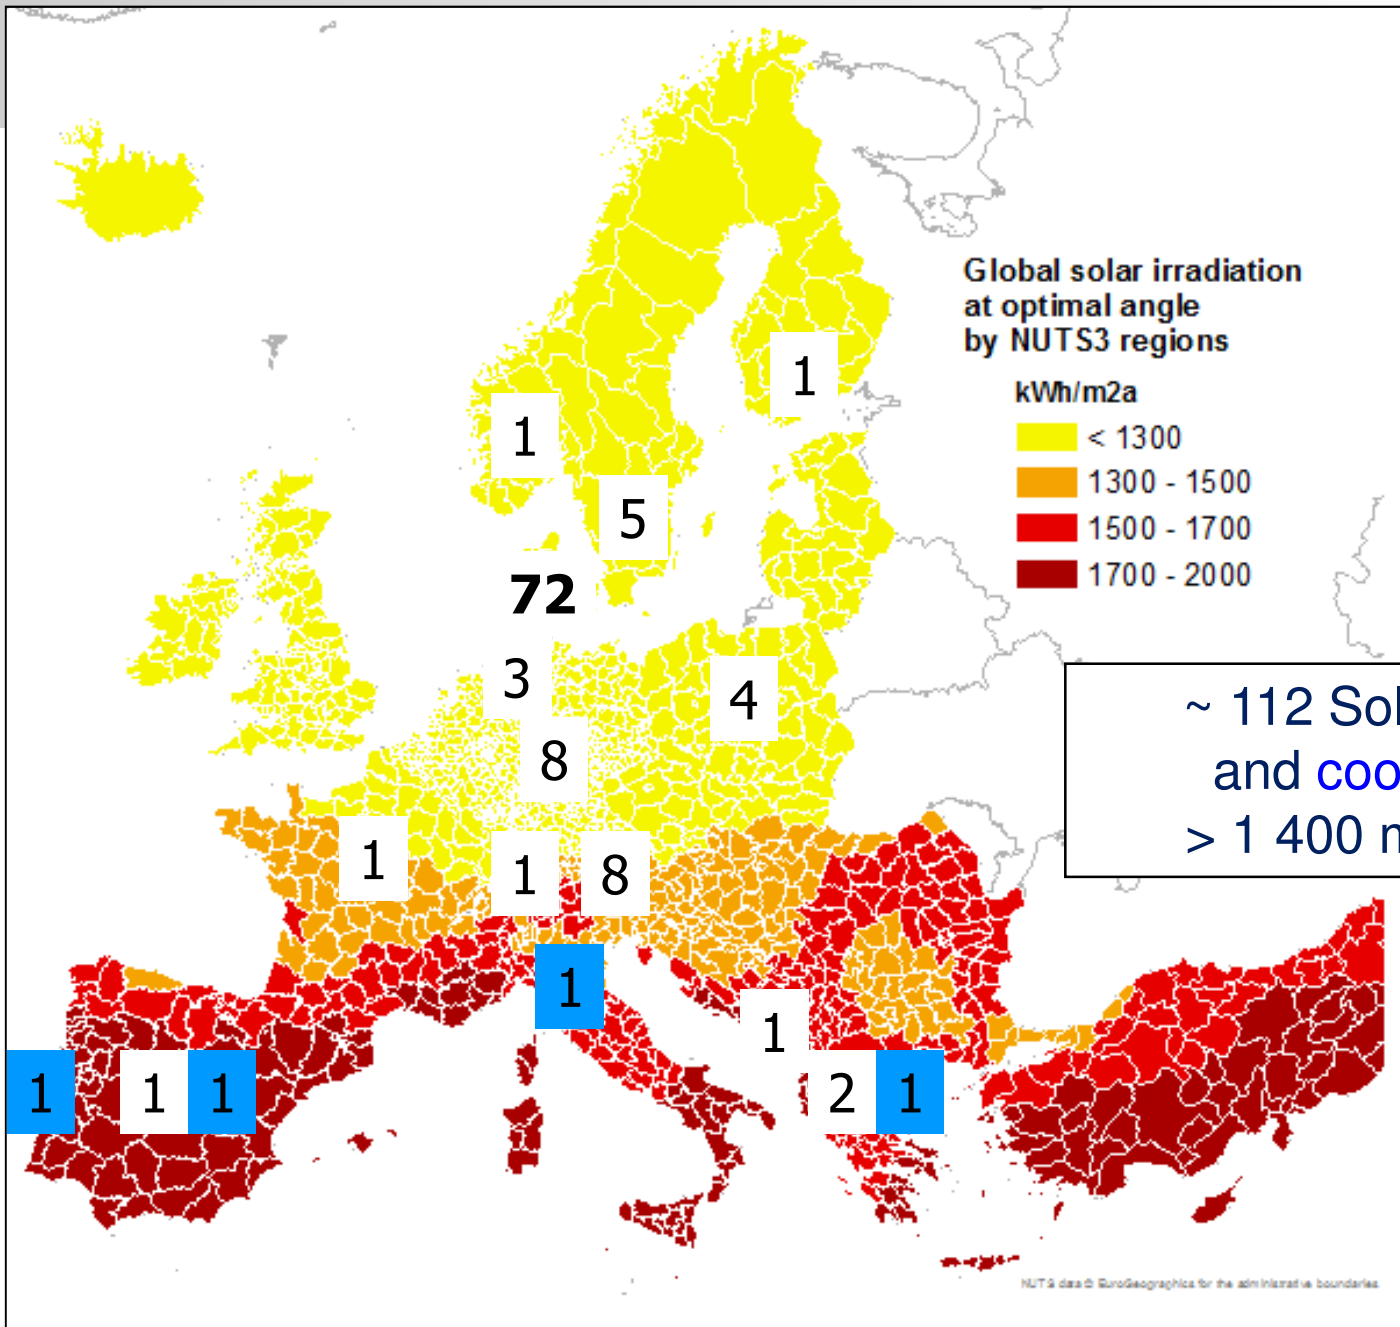 Global solar irradiation
at optimal angle
by NUTS3 regions
kWh/m2a
< 1300
1300 - 1500
1500 - 1700
1700 - 2000
1
1
5
72
3
4
8
1
1
8
1
1
1
1
1
2
1
~ 112
and
> 1 400
NUTS data © EuroGeographics for the administrative boundaries